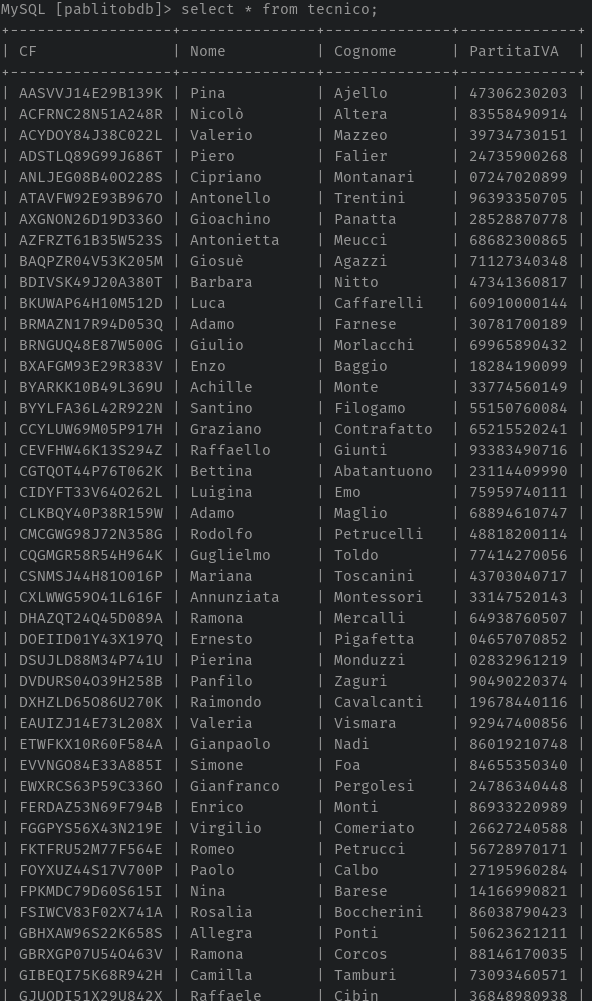 MySQL [pablitobdb]> select * from tecnico;
+------------------+---------------+--------------+-------------+
| CF | Nome | Cognome | PartitaIVA |
+------------------+---------------+--------------+-------------+
| AASVVJ14E29B139K | Pina | Ajello | 47306230203 |
| ACFRNC28N51A248R | Nicolò | Altera | 83558490914 |
| ACYDOY84J38C022L | Valerio | Mazzeo | 39734730151 |
| ADSTLQ89G99J686T | Piero | Falier | 24735900268 |
| ANLJEG08B40O228S | Cipriano | Montanari | 07247020899 |
| ATAVFW92E93B967O | Antonello | Trentini | 96393350705 |
| AXGNON26D19D336O | Gioachino | Panatta | 28528870778 |
| AZFRZT61B35W523S | Antonietta | Meucci | 68682300865 |
| BAQPZR04V53K205M | Giosuè | Agazzi | 71127340348 |
| BDIVSK49J20A380T | Barbara | Nitto | 47341360817 |
| BKUWAP64H10M512D | Luca | Caffarelli | 60910000144 |
| BRMAZN17R94D053Q | Adamo | Farnese | 30781700189 |
| BRNGUQ48E87W500G | Giulio | Morlacchi | 69965890432 |
| BXAFGM93E29R383V | Enzo | Baggio | 18284190099 |
| BYARKK10B49L369U | Achille | Monte | 33774560149 |
| BYYLFA36L42R922N | Santino | Filogamo | 55150760084 |
| CCYLUW69M05P917H | Graziano | Contrafatto | 65215520241 |
| CEVFHW46K13S294Z | Raffaello | Giunti | 93383490716 |
| CGTQOT44P76T062K | Bettina | Abatantuono | 23114409990 |
| CIDYFT33V64O262L | Luigina | Emo | 75959740111 |
| CLKBQY40P38R159W | Adamo | Maglio | 68894610747 |
| CMCGWG98J72N358G | Rodolfo | Petrucelli | 48818200114 |
| CQGMGR58R54H964K | Guglielmo | Toldo | 77414270056 |
| CSNMSJ44H81O016P | Mariana | Toscanini | 43703040717 |
| CXLWWG59O41L616F | Annunziata | Montessori | 33147520143 |
| DHAZQT24Q45D089A | Ramona | Mercalli | 64938760507 |
| DOEIID01Y43X197Q | Ernesto | Pigafetta | 04657070852 |
| DSUJLD88M34P741U | Pierina | Monduzzi | 02832961219 |
| DVDURS04O39H258B | Panfilo | Zaguri | 90490220374 |
| DXHZLD65O86U270K | Raimondo | Cavalcanti | 19678440116 |
| EAUIZJ14E73L208X | Valeria | Vismara | 92947400856 |
| ETWFKX10R60F584A | Gianpaolo | Nadi | 86019210748 |
| EVVNGO84E33A885I | Simone | Foa | 84655350340 |
| EWXRCS63P59C336O | Gianfranco | Pergolesi | 24786340448 |
| FERDAZ53N69F794B | Enrico | Monti | 86933220989 |
| FGGPYS56X43N219E | Virgilio | Comeriato | 26627240588 |
| FKTFRU52M77F564E | Romeo | Petrucci | 56728970171 |
| FOYXUZ44S17V700P | Paolo | Calbo | 27195960284 |
| FPKMDC79D60S615I | Nina | Barese | 14166990821 |
| FSIWCV83F02X741A | Rosalia | Boccherini | 86038790423 |
| GBHXAW96S22K658S | Allegra | Ponti | 50623621211 |
| GBRXGP07U54O463V | Ramona | Corcos | 88146170035 |
| GIBEQI75K68R942H | Camilla | Tamburi | 73093460571 |
| GJUODI51X29U842X | Raffaele | Cibin | 36848980938 |